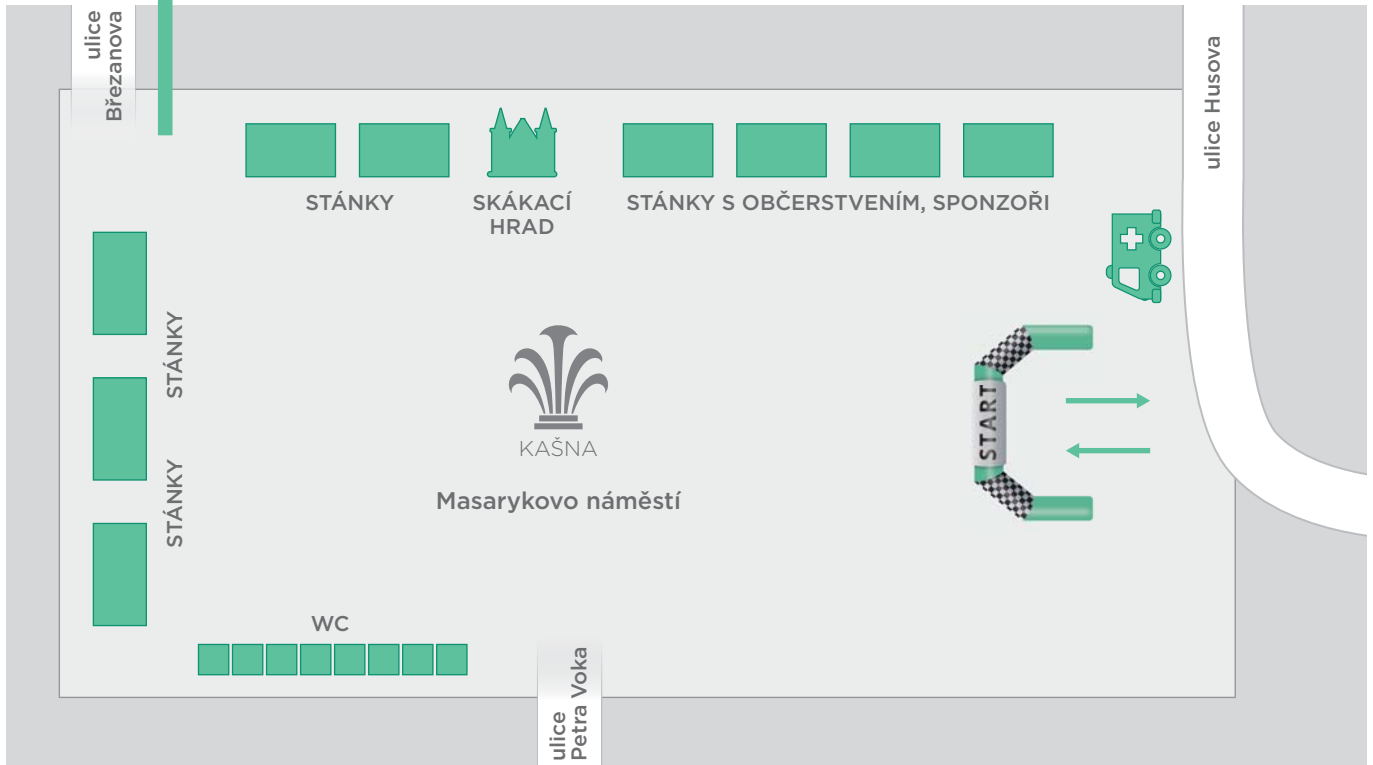 ulice
Březanova
ulice Husova
STÁNKY
SKÁKACÍ
HRAD
STÁNKY S OBČERSTVENÍM, SPONZOŘI
STÁNKY
START
KAŠNA
STÁNKY
Masarykovo náměstí
WC
ulice
Petra Voka